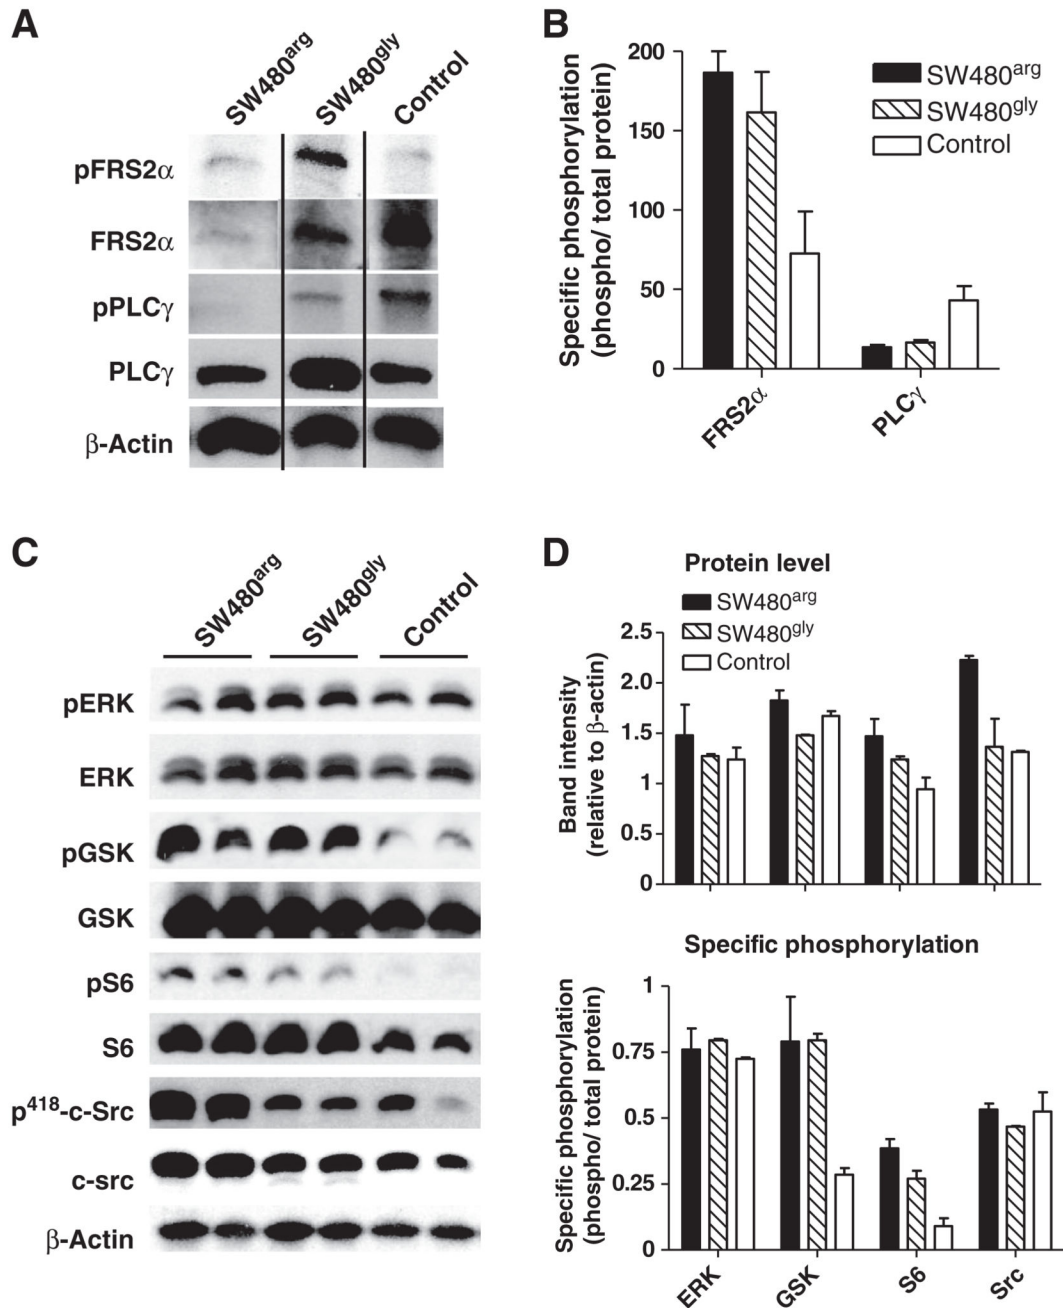 A
SW480arg
SW480gly
Control
pFRS2α
FRS2α
pPLCγ
PLCγ
β-Actin
B
Specific phosphorylation
(phospho/ total protein)
200
150
100
50
0
SW480arg
SW480gly
Control
FRS2α
PLCγ
C
SW480arg
SW480gly
Control
pERK
ERK
pGSK
GSK
pS6
S6
p418-c-Src
c-src
β-Actin
D
Protein level
SW480arg
SW480gly
Control
Band intensity
(relative to β-actin)
2.5
2.0
1.5
1
0.5
0
Specific phosphorylation
Specific phosphorylation
(phospho/ total protein)
1
0.75
0.5
0.25
0
ERK
GSK
S6
Src